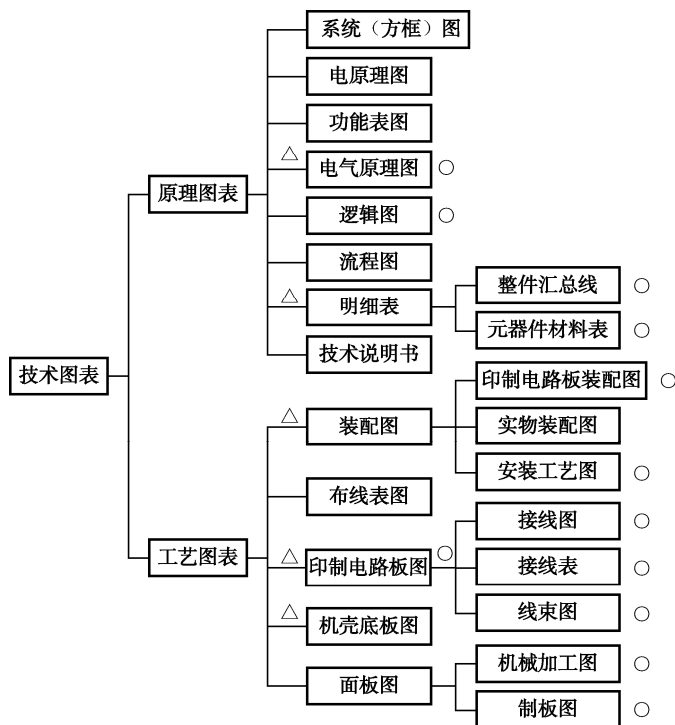 系统（方框）图
电原理图
功能表图
△
电气原理图 ○
原理图表
逻辑图 ○
流程图
整件汇总线 ○
△
明细表
元器件材料表 ○
技术说明书
技术图表
印制电路板装配图 ○
△
装配图
实物装配图
安装工艺图 ○
布线表图
接线图 ○
工艺图表
△
印制电路板图 ○
接线表 ○
△
机壳底板图
线束图 ○
机械加工图 ○
面板图
制板图 ○